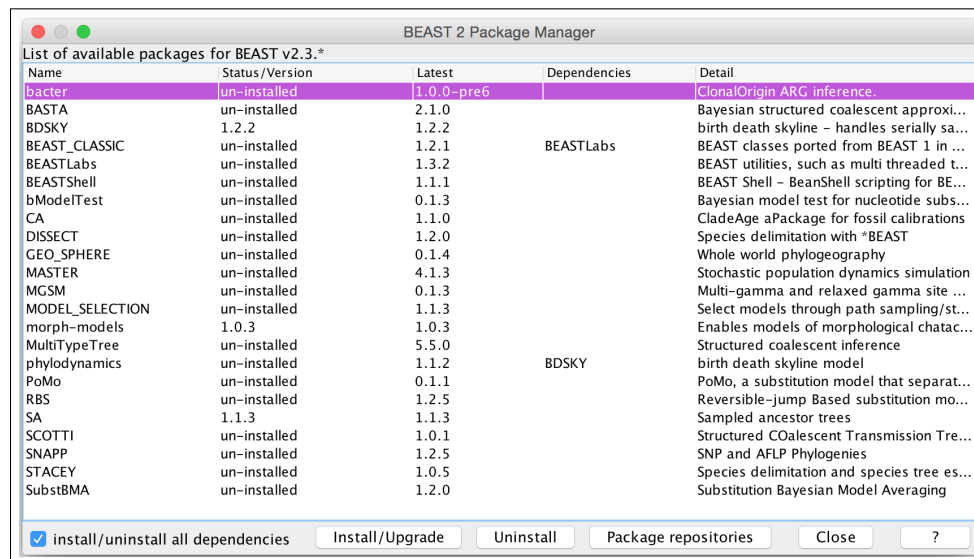 BEAST 2 Package Manager
List of available packages for BEAST v2.3.*
Name Status/Version Latest Dependencies Detail
bacter un-installed 1.0.0-pre6 ClonalOrigin ARG inference.
BASTA un-installed 2.1.0 Bayesian structured coalescent approxi...
BDSKY 1.2.2 1.2.2 birth death skyline - handles serially sa...
BEAST_CLASSIC un-installed 1.2.1 BEASTLabs BEAST classes ported from BEAST 1 in ...
BEASTLabs un-installed 1.3.2 BEAST utilities, such as multi threaded t...
BEASTShell un-installed 1.1.1 BEAST Shell - BeanShell scripting for BE...
bModelTest un-installed 0.1.3 Bayesian model test for nucleotide subs...
CA un-installed 1.1.0 CladeAge aPackage for fossil calibrations
DISSECT un-installed 1.2.0 Species delimitation with *BEAST
GEO_SPHERE un-installed 0.1.4 Whole world phylogeography
MASTER un-installed 4.1.3 Stochastic population dynamics simulation
MGSM un-installed 0.1.3 Multi-gamma and relaxed gamma site ...
MODEL_SELECTION un-installed 1.1.3 Select models through path sampling/st...
morph-models 1.0.3 1.0.3 Enables models of morphological chatac...
MultiTypeTree un-installed 5.5.0 Structured coalescent inference
phylodynamics un-installed 1.1.2 BDSKY birth death skyline model
PoMo un-installed 0.1.1 PoMo, a substitution model that separat...
RBS un-installed 1.2.5 Reversible-jump Based substitution mo...
SA 1.1.3 1.1.3 Sampled ancestor trees
SCOTTI un-installed 1.0.1 Structured COalescent Transmission Tre...
SNAPP un-installed 1.2.5 SNP and AFLP Phylogenies
STACEY un-installed 1.0.5 Species delimitation and species tree es...
SubstBMA un-installed 1.2.0 Substitution Bayesian Model Averaging
install/uninstall all dependencies Install/Upgrade Uninstall Package repositories Close ?